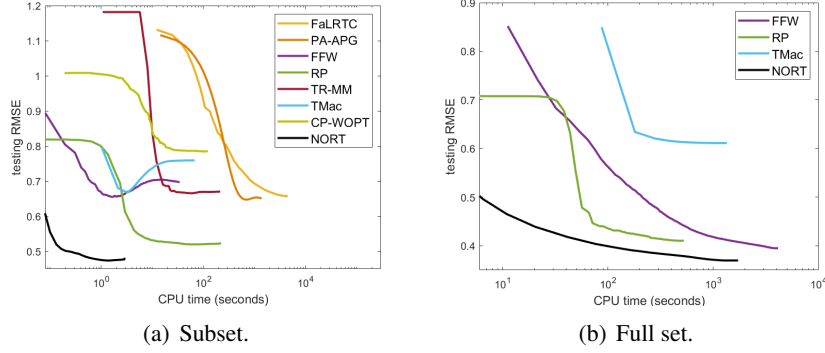 1.2
1.1
1
0.9
0.8
0.7
0.6
0.5
testing RMSE
10^0
10^2
10^4
CPU time (seconds)
FaLRTC
PA-APG
FFW
RP
TR-MM
TMac
CP-WOPT
NORT
(a) Subset.
0.9
0.8
0.7
0.6
0.5
0.4
testing RMSE
10^1
10^2
10^3
10^4
CPU time (seconds)
FFW
RP
TMac
NORT
(b) Full set.